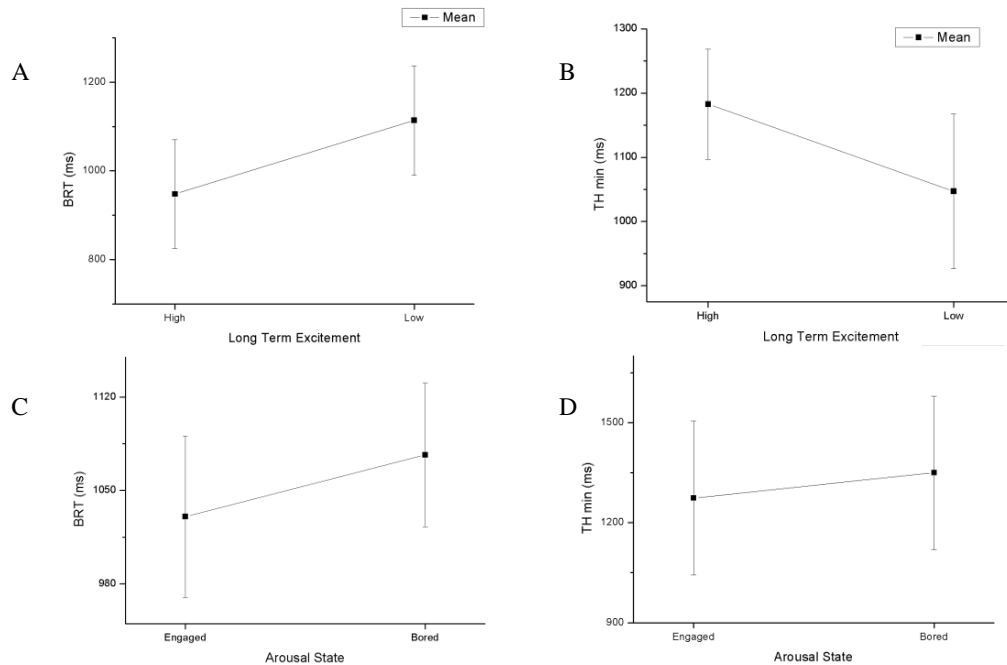 A
Mean
1200
1000
800
BRT (ms)
High
Low
Long Term Excitement
B
Mean
1300
1200
1100
1000
900
TH min (ms)
High
Low
Long Term Excitement
C
1120
1050
980
BRT (ms)
Engaged
Bored
Arousal State
D
1500
1200
900
TH min (ms)
Engaged
Bored
Arousal State